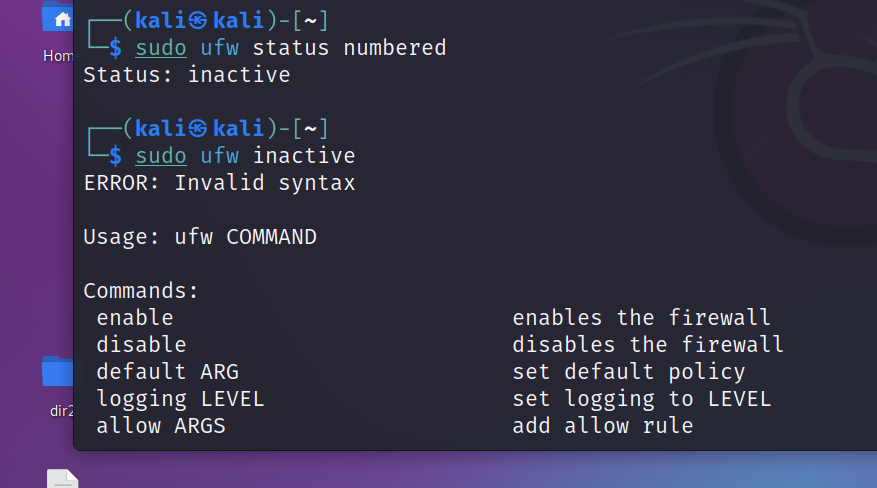 ┌──(kali㉿kali)-[~]
└─$ sudo ufw status numbered
Status: inactive
┌──(kali㉿kali)-[~]
└─$ sudo ufw inactive
ERROR: Invalid syntax
Usage: ufw COMMAND
Commands:
enable                          enables the firewall
disable                         disables the firewall
default ARG                     set default policy
logging LEVEL                   set logging to LEVEL
allow ARGS                      add allow rule
Hom
dir2